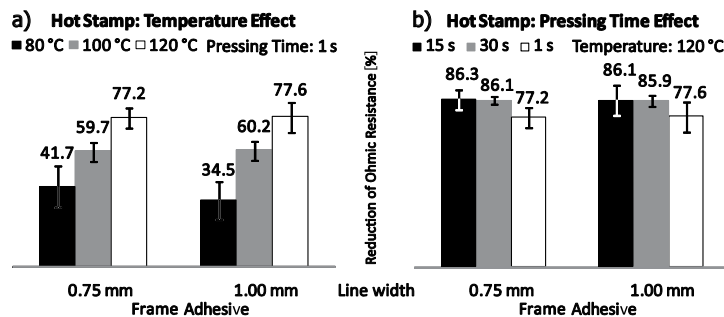 a) Hot Stamp: Temperature Effect
80 °C 100 °C 120 °C Pressing Time: 1 s
77.2
77.6
59.7
60.2
41.7
34.5
0.75 mm
1.00 mm
Frame Adhesive
Reduction of Ohmic Resistance [%]
Line width
b) Hot Stamp: Pressing Time Effect
15 s 30 s 1 s Temperature: 120 °C
86.3
86.1
77.2
86.1
85.9
77.6
0.75 mm
1.00 mm
Frame Adhesive